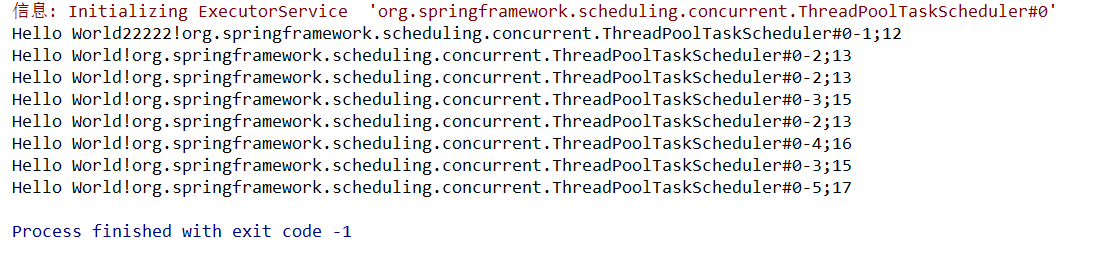 信息: Initializing ExecutorService  'org.springframework.scheduling.concurrent.ThreadPoolTaskScheduler#0'
Hello World22222!org.springframework.scheduling.concurrent.ThreadPoolTaskScheduler#0-1;12
Hello World!org.springframework.scheduling.concurrent.ThreadPoolTaskScheduler#0-2;13
Hello World!org.springframework.scheduling.concurrent.ThreadPoolTaskScheduler#0-2;13
Hello World!org.springframework.scheduling.concurrent.ThreadPoolTaskScheduler#0-3;15
Hello World!org.springframework.scheduling.concurrent.ThreadPoolTaskScheduler#0-2;13
Hello World!org.springframework.scheduling.concurrent.ThreadPoolTaskScheduler#0-4;16
Hello World!org.springframework.scheduling.concurrent.ThreadPoolTaskScheduler#0-3;15
Hello World!org.springframework.scheduling.concurrent.ThreadPoolTaskScheduler#0-5;17
Process finished with exit code -1